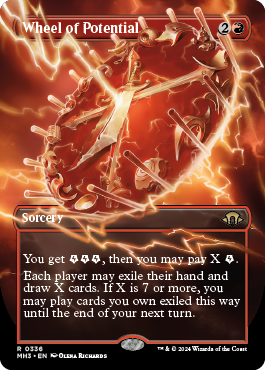 Wheel of Potential 2
Sorcery
You get , then you may pay X .
Each player may exile their hand and
draw X cards. If X is 7 or more, you
may play cards you own exiled this way
until the end of your next turn.
R 0336
MH3 • EN Olena Richards
™ & © 2024 Wizards of the Coast